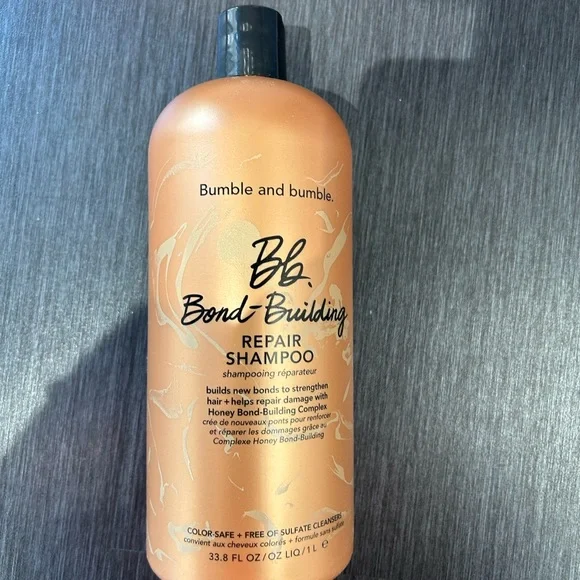 Bumble and bumble.
Bb.
Bond-Building
REPAIR
SHAMPOO
shampooing réparateur
builds new bonds to strengthen
hair + helps repair damage with
Honey Bond-Building Complex
crée de nouveaux ponts pour renforcer
et réparer les dommages grâce au
Complexe Honey Bond-Building
COLOR-SAFE + FREE OF SULFATE CLEANSERS
convient aux cheveux colorés + formule sans sulfate
33.8 FL OZ/OZ LIQ/1 L ℮